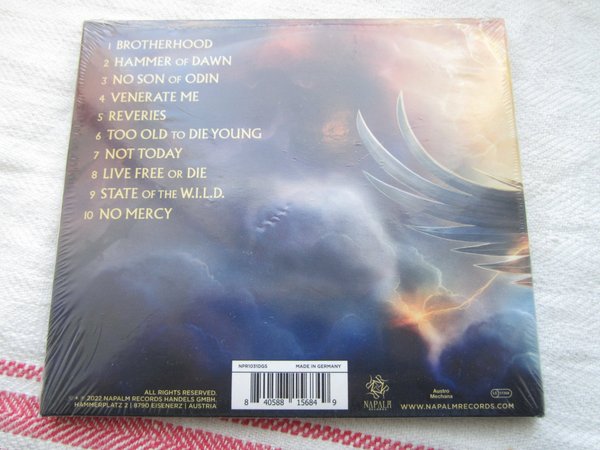 1 BROTHERHOOD
2 HAMMER OF DAWN
3 NO SON OF ODIN
4 VENERATE ME
5 REVERIES
6 TOO OLD TO DIE YOUNG
7 NOT TODAY
8 LIVE FREE OR DIE
9 STATE OF THE W.I.L.D.
10 NO MERCY
NPR1031DGS MADE IN GERMANY
8 40588 15684 9
ALL RIGHTS RESERVED.
℗ + © 2022 NAPALM RECORDS HANDELS GMBH.
HAMMERPLATZ 2 | 8790 EISENERZ | AUSTRIA
NAPALM
Austro
Mechana
WWW.NAPALMRECORDS.COM